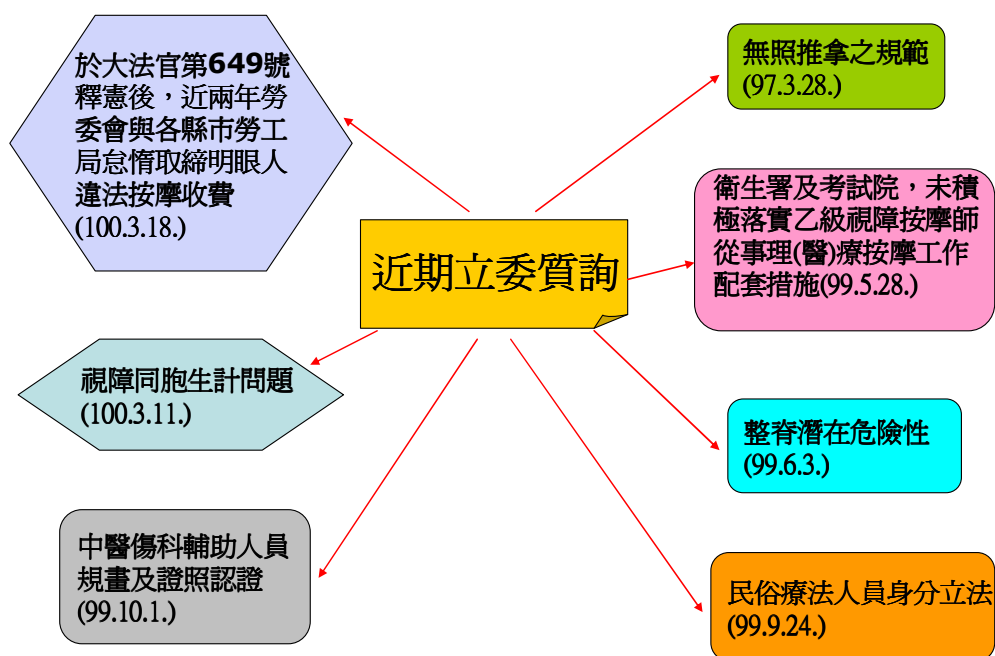 於大法官第649號
釋憲後，近兩年勞
委會與各縣市勞工
局怠惰取締明眼人
違法按摩收費
(100.3.18.)
無照推拿之規範
(97.3.28.)
衛生署及考試院，未積
極落實乙級視障按摩師
從事理(醫)療按摩工作
配套措施(99.5.28.)
近期立委質詢
視障同胞生計問題
(100.3.11.)
整脊潛在危險性
(99.6.3.)
中醫傷科輔助人員
規畫及證照認證
(99.10.1.)
民俗療法人員身分立法
(99.9.24.)